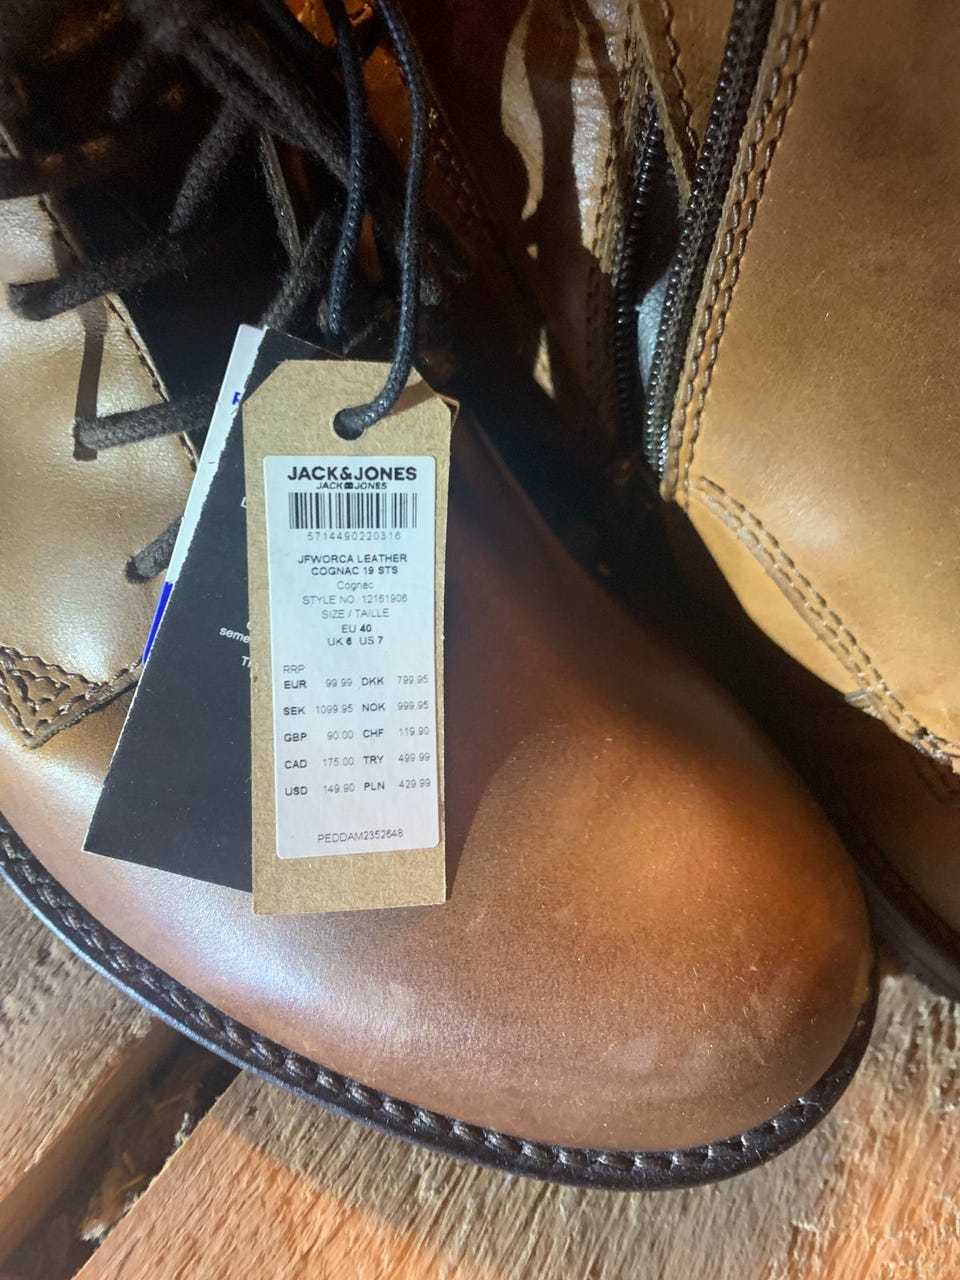 JACK&JONES
JACK JONES
5714490220316
JFWORCA LEATHER
COGNAC 19 STS
Cognac
STYLE NO. 12161906
SIZE / TAILLE
EU 40
UK 6 US 7
RRP
EUR 99.99 DKK 799.95
SEK 1099.95 NOK 999.95
GBP 90.00 CHF 119.90
CAD 175.00 TRY 499.99
USD 149.90 PLN 429.99
PEDDAM2352648